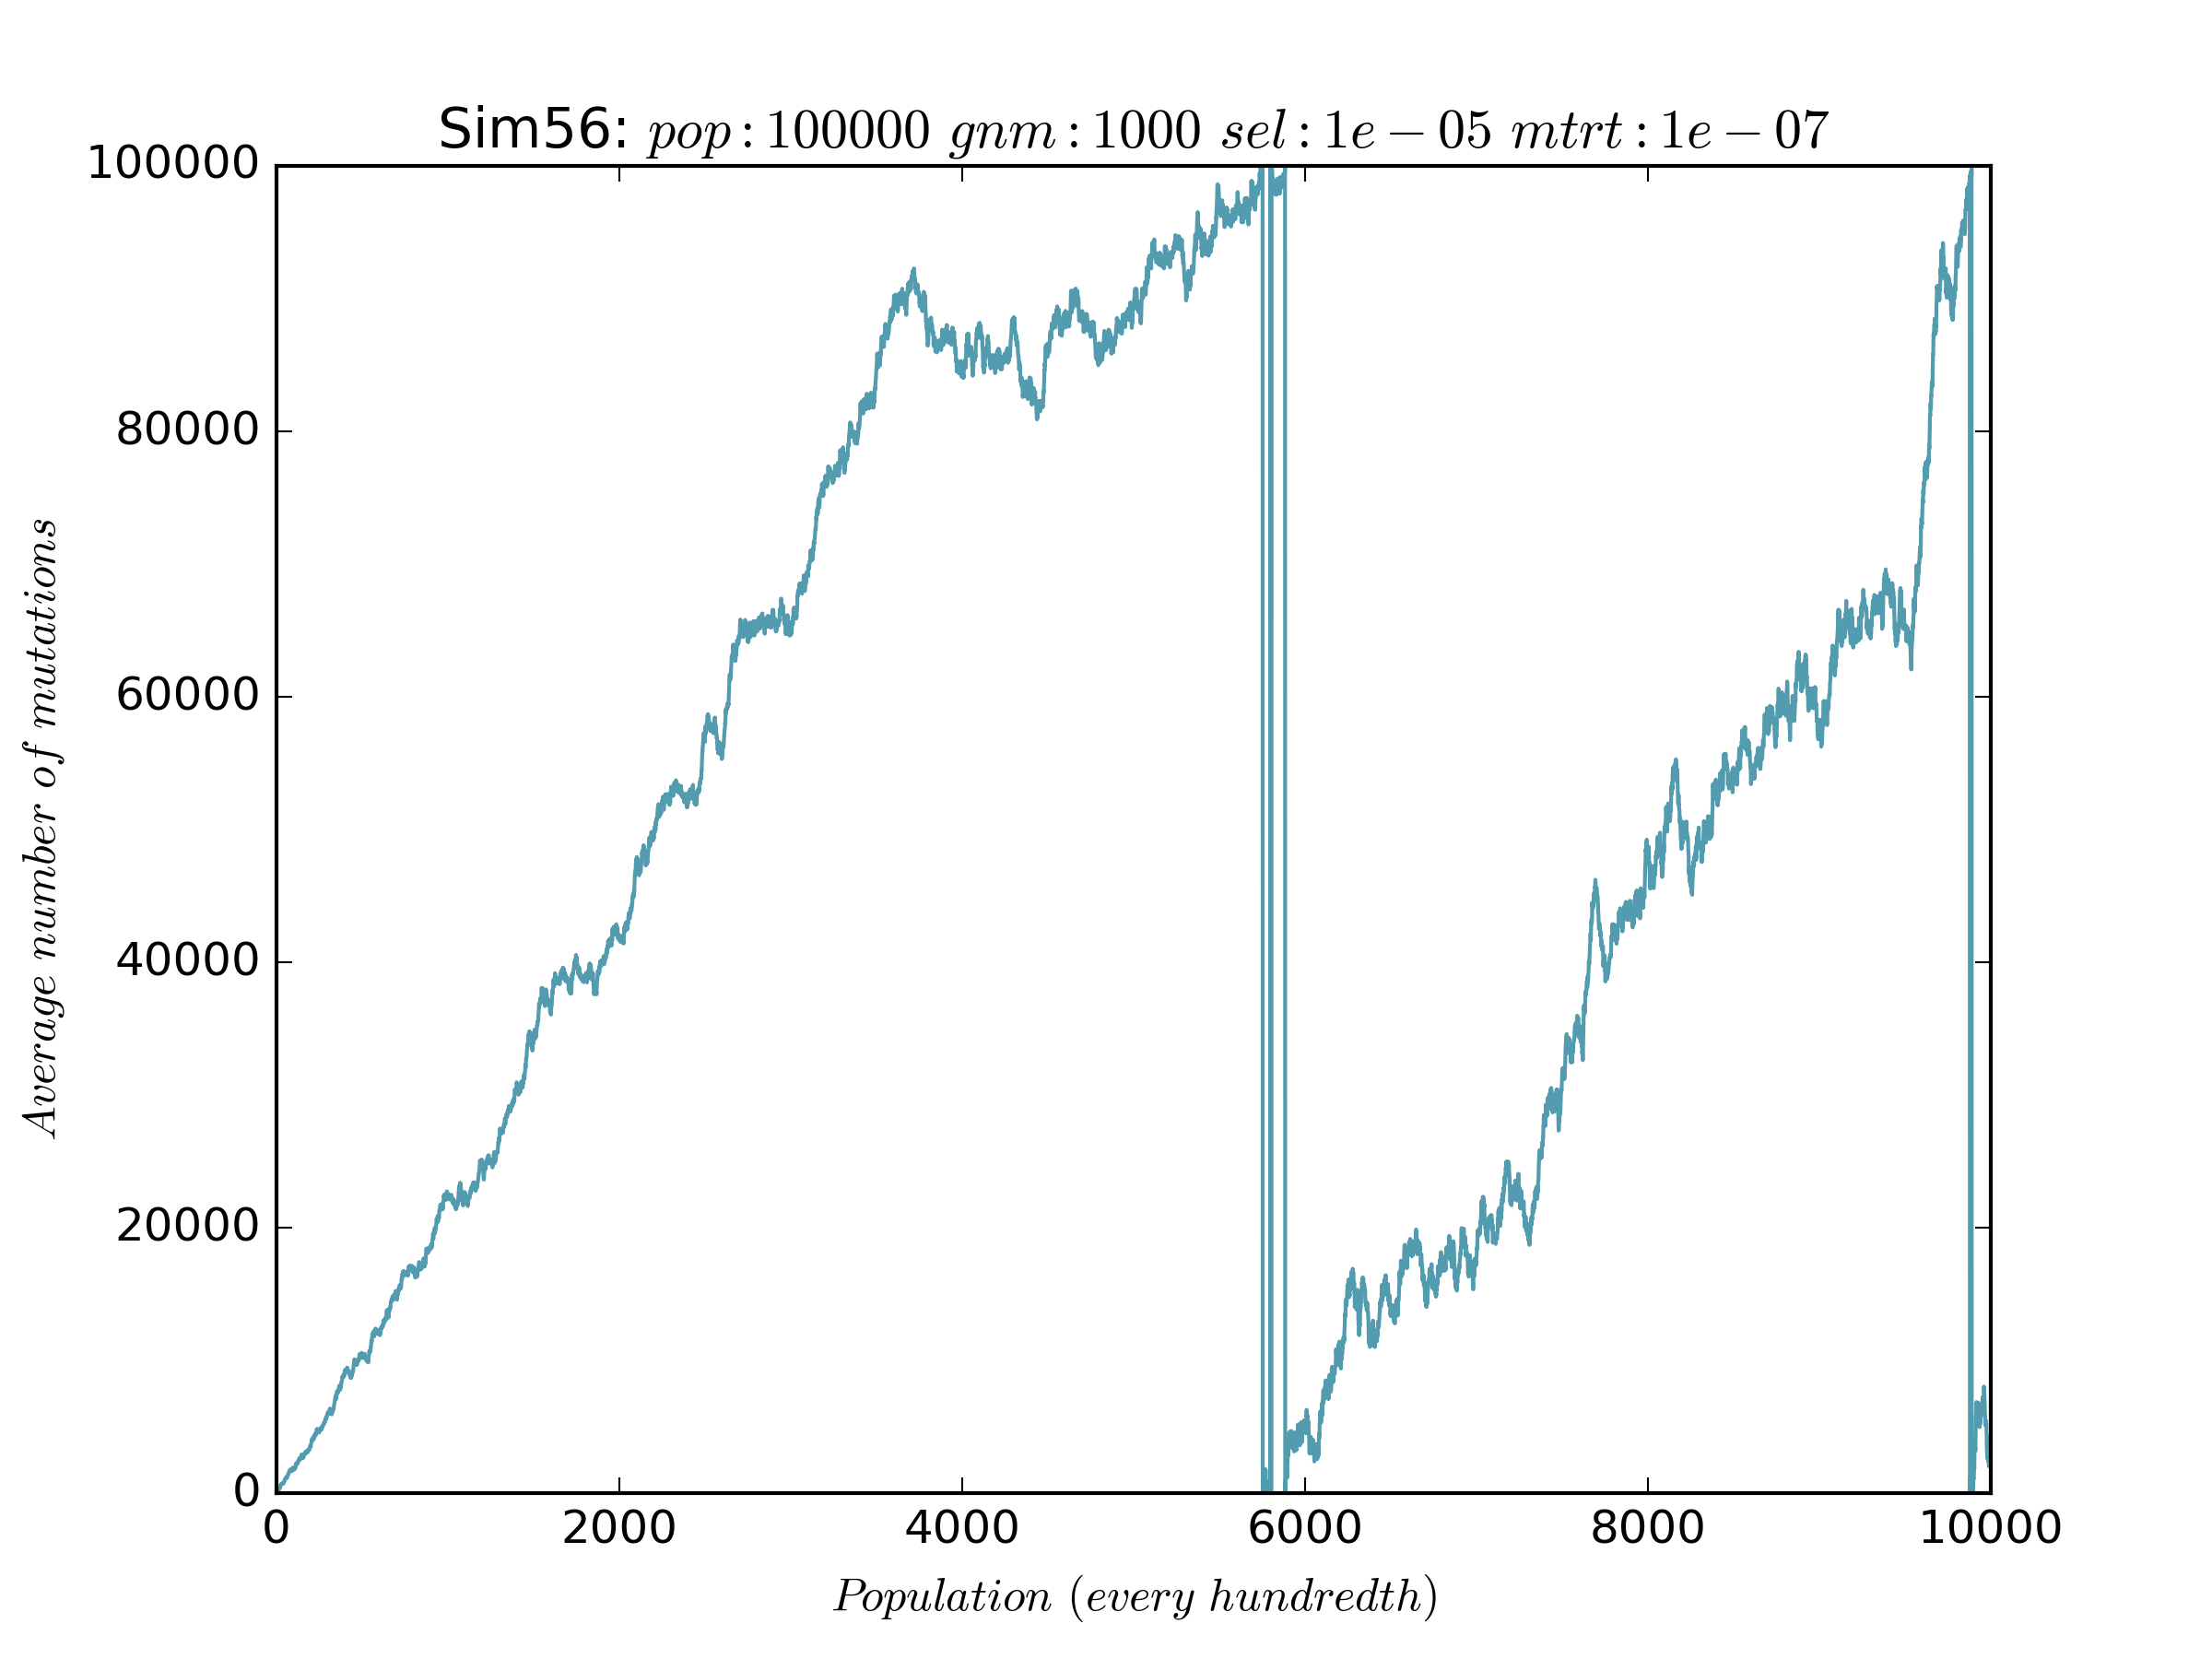 Sim56: pop : 100000 gnm : 1000 sel : 1e − 05 mtrt : 1e − 07
100000
80000
60000
40000
20000
0
Average number of mutations
0 2000 4000 6000 8000 10000
Population (every hundredth)